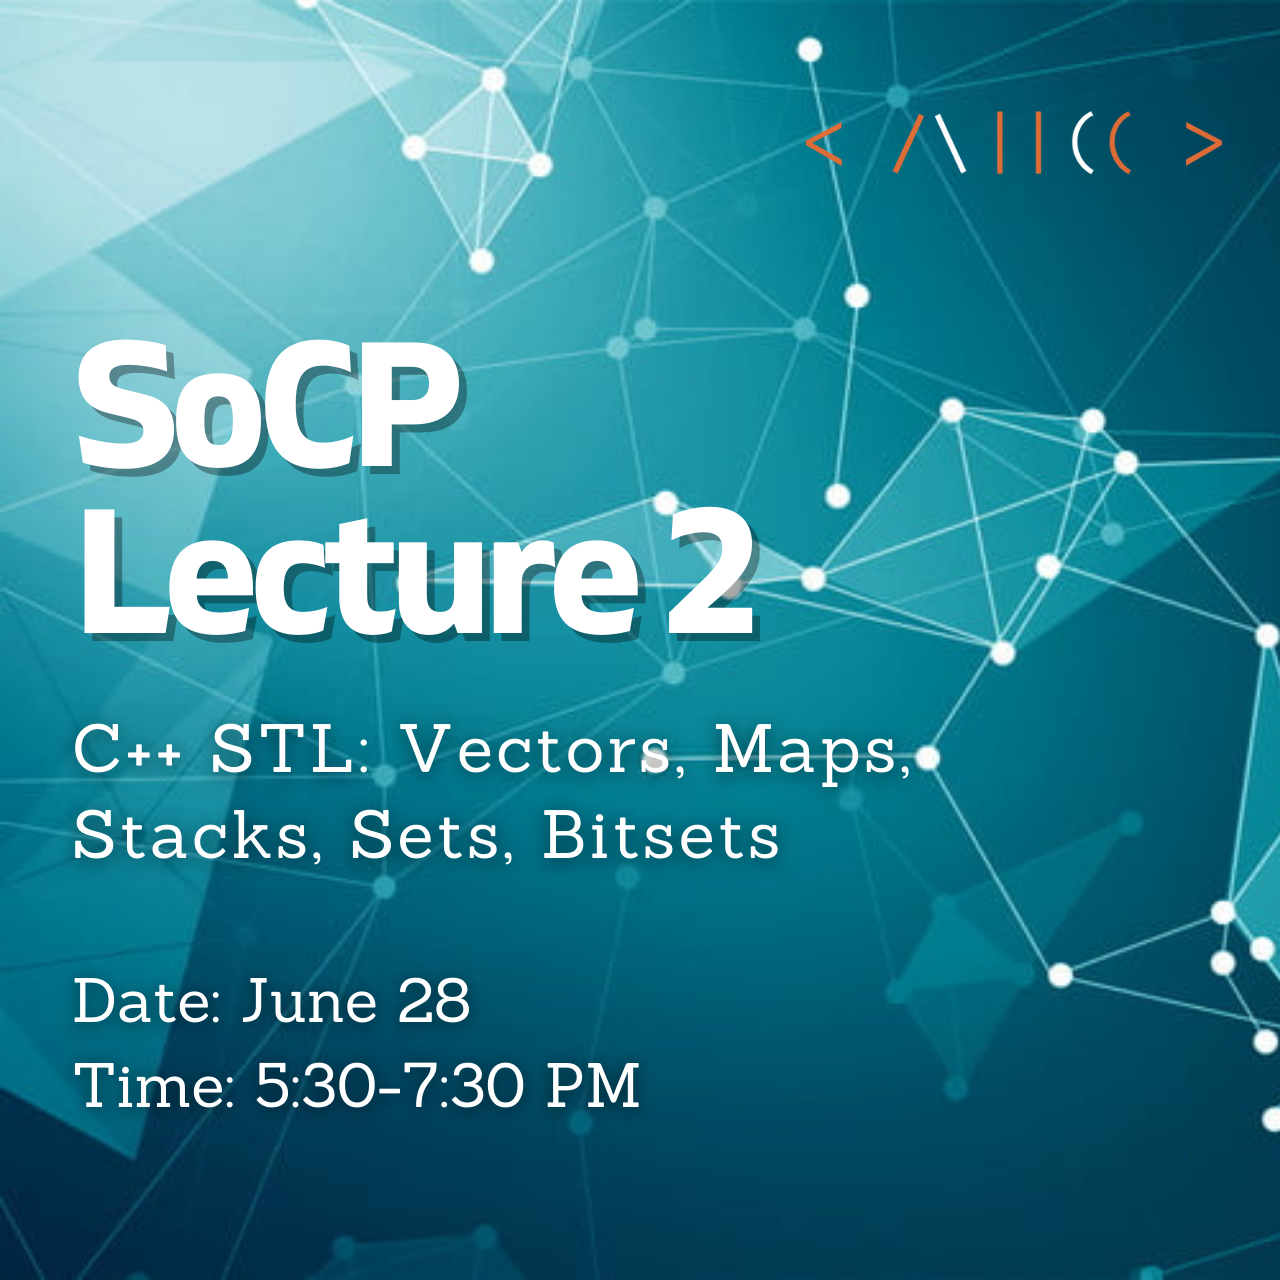 SoCP
Lecture 2
C++ STL: Vectors, Maps,
Stacks, Sets, Bitsets
Date: June 28
Time: 5:30-7:30 PM